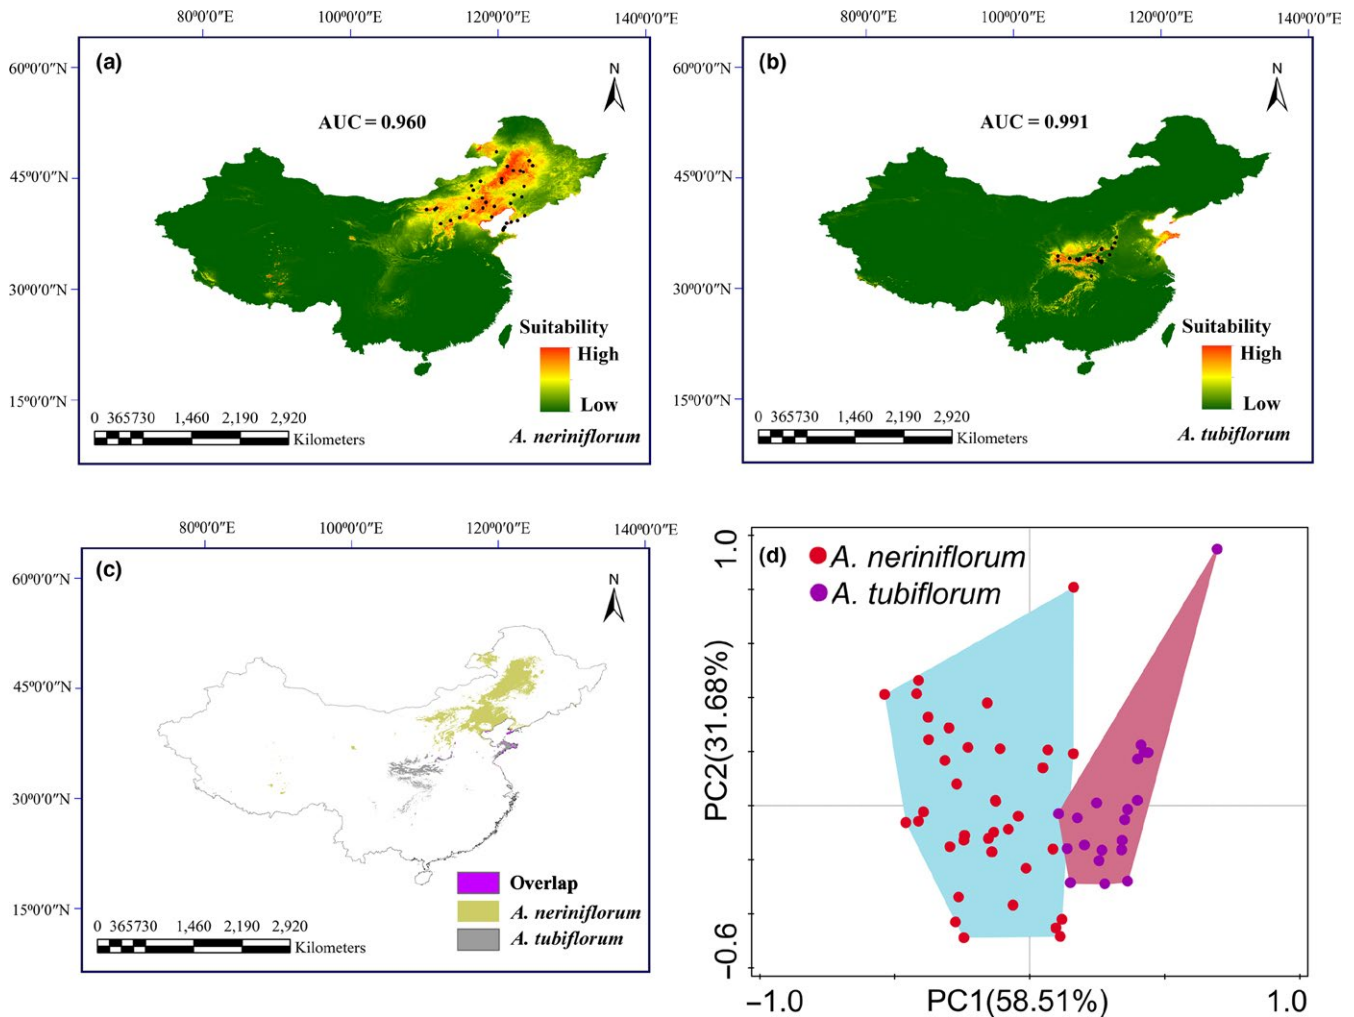 80º0'0"E 100º0'0"E 120º0'0"E 140º0'0"E
(a)
N
60º0'0"N
AUC = 0.960
45º0'0"N
30º0'0"N
Suitability
High
Low
15º0'0"N
0 365730 1,460 2,190 2,920
Kilometers
A. neriniflorum
80º0'0"E 100º0'0"E 120º0'0"E 140º0'0"E
(b)
N
60º0'0"N
AUC = 0.991
45º0'0"N
30º0'0"N
Suitability
High
Low
15º0'0"N
0 365730 1,460 2,190 2,920
Kilometers
A. tubiflorum
80º0'0"E 100º0'0"E 120º0'0"E 140º0'0"E
(c)
N
60º0'0"N
45º0'0"N
30º0'0"N
Overlap
A. neriniflorum
A. tubiflorum
15º0'0"N
0 365730 1,460 2,190 2,920
Kilometers
(d)
A. neriniflorum
A. tubiflorum
1.0
PC2(31.68%)
−0.6
−1.0
PC1(58.51%)
1.0